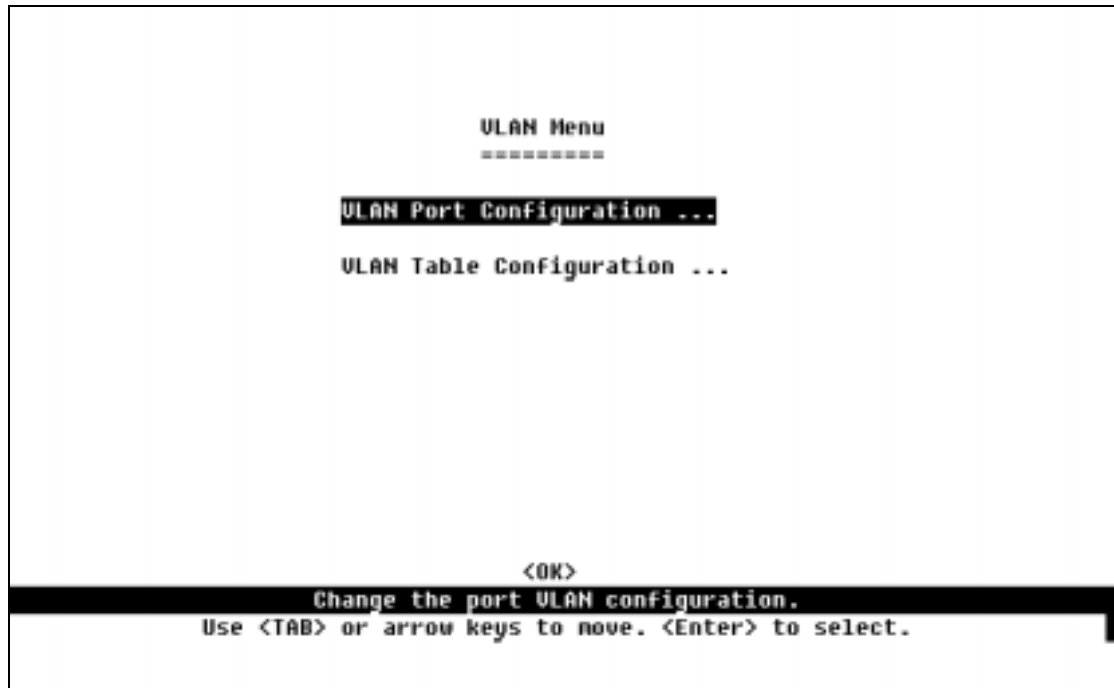 VLAN Menu
=========
VLAN Port Configuration ...
VLAN Table Configuration ...
<OK>
Change the port VLAN configuration.
Use <TAB> or arrow keys to move. <Enter> to select.